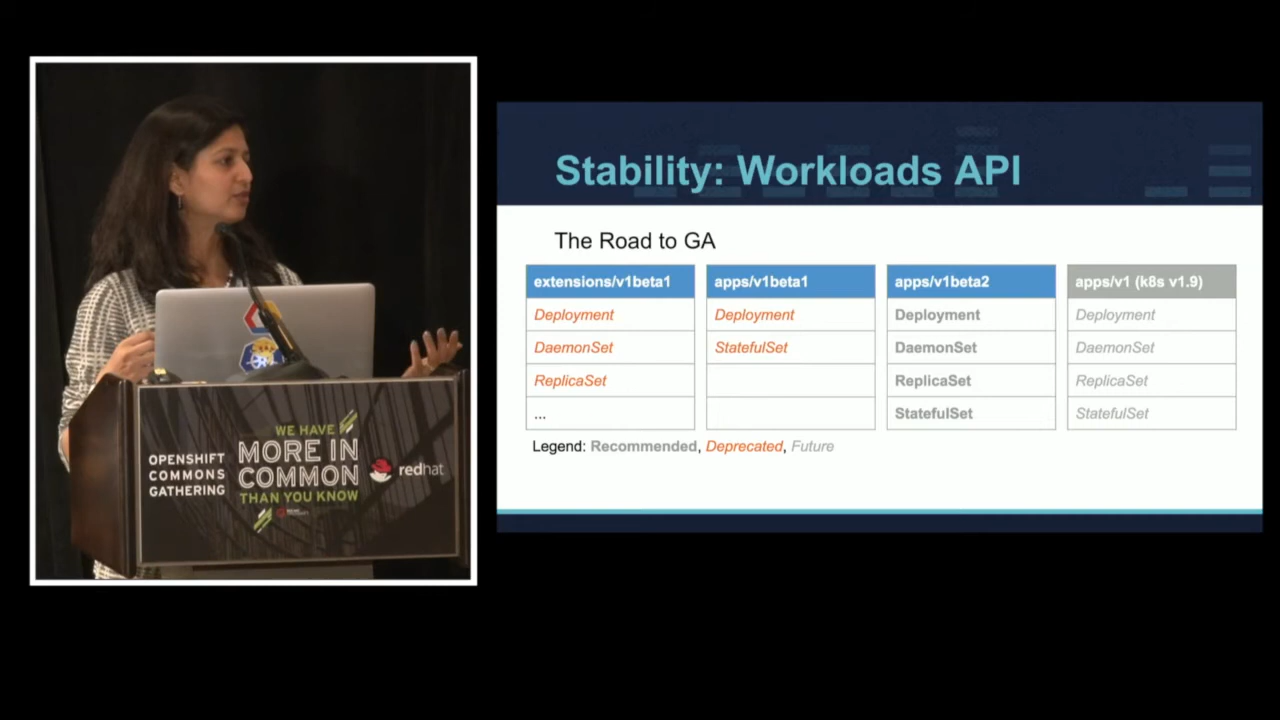 WE HAVE
MORE IN
COMMON
THAN YOU KNOW
OPENSHIFT
COMMONS
GATHERING
redhat
Stability: Workloads API
The Road to GA
extensions/v1beta1 apps/v1beta1 apps/v1beta2 apps/v1 (k8s v1.9)
Deployment Deployment Deployment Deployment
DaemonSet StatefulSet DaemonSet DaemonSet
ReplicaSet ReplicaSet ReplicaSet
... StatefulSet StatefulSet
Legend: Recommended, Deprecated, Future